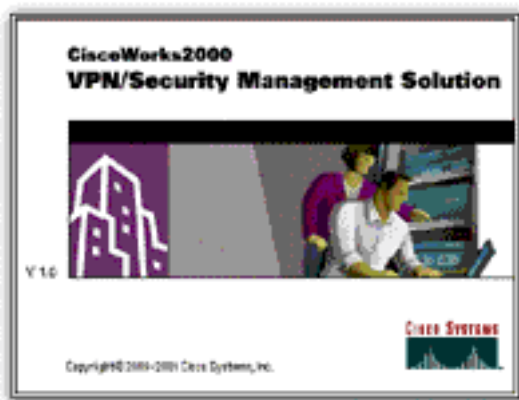 CiscoWorks2000
VPN/Security Management Solution
V 1.0
CISCO SYSTEMS
Copyright© 2000-2001 Cisco Systems, Inc.